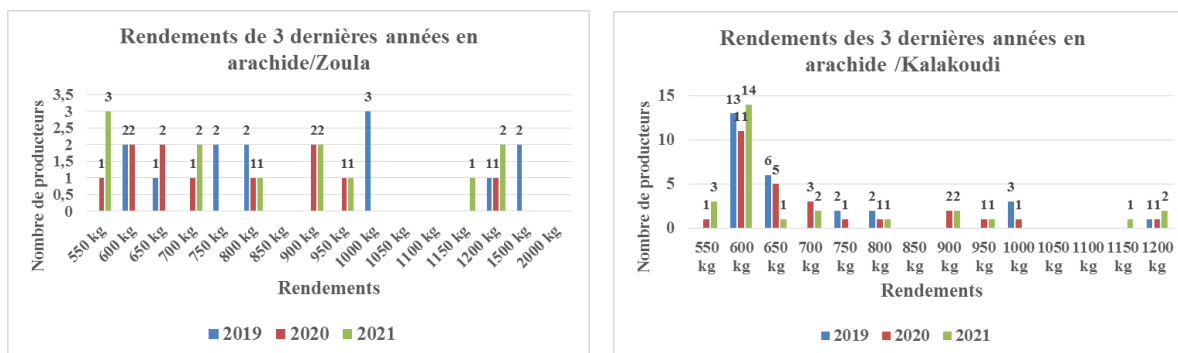 Rendements de 3 dernières années en
arachide/Zoula
Nombre de producteurs
3,5
3
2,5
2
1,5
1
0,5
0
1 3
2 2
1 2
1 2
2
2 1 1
2 2
1 1
3
1
1 1 2
2
550 kg
600 kg
650 kg
700 kg
750 kg
800 kg
850 kg
900 kg
950 kg
1000 kg
1050 kg
1100 kg
1150 kg
1200 kg
1500 kg
2000 kg
Rendements
2019 2020 2021
Rendements des 3 dernières années en
arachide /Kalakoudi
Nombre de producteurs
15
10
5
0
1 3
13 11 14
6 5 1
3 2
2 1
2 1 1
2 2
1 1
3 1
1
1 1 2
550 600 650 700 750 800 850 900 950 1000 1050 1100 1150 1200
kg kg kg kg kg kg kg kg kg kg kg kg kg kg
Rendements
2019 2020 2021